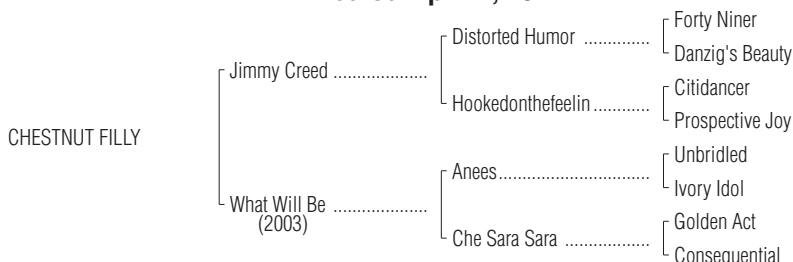 Forty Niner
Distorted Humor ..............
Danzig's Beauty
Jimmy Creed ....................
Citidancer
Hookedonthefeelin ............
Prospective Joy
CHESTNUT FILLY
Unbridled
Anees................................
Ivory Idol
What Will Be ....................
(2003)
Golden Act
Che Sara Sara ..................
Consequential